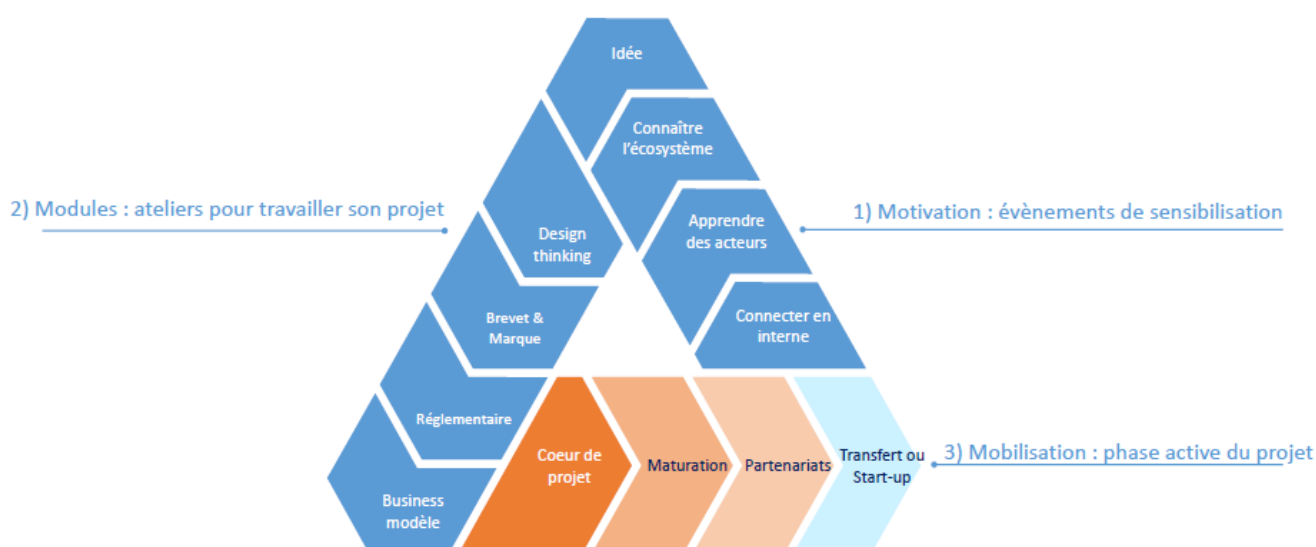 Idée
Connaître
l'écosystème
2) Modules : ateliers pour travailler son projet
1) Motivation : évènements de sensibilisation
Apprendre
des acteurs
Design
thinking
Brevet &
Marque
Connecter en
interne
Réglementaire
Coeur de
projet
Maturation
Partenariats
Transfert ou
Start-up
3) Mobilisation : phase active du projet
Business
modèle